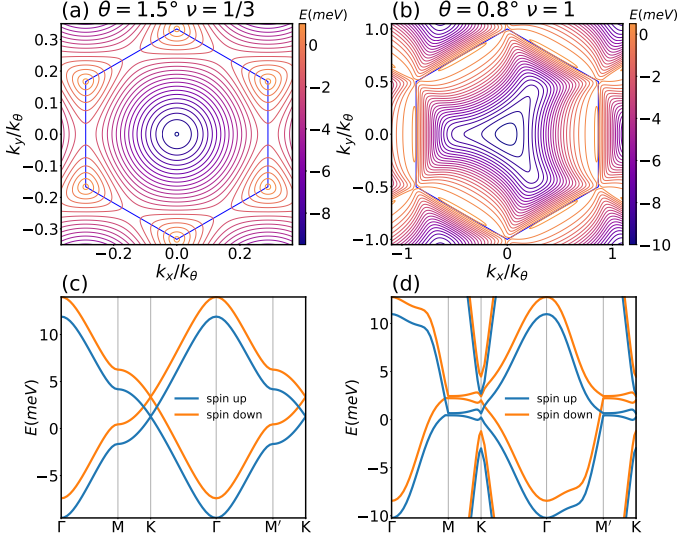 (a) θ = 1.5° ν = 1/3 E(meV)
(b) θ = 0.8° ν = 1 E(meV)
0.3
0.2
0.1
0.0
−0.1
−0.2
−0.3
k_y/k_θ
−0.2 0.0 0.2
k_x/k_θ
0
−2
−4
−6
−8
1.0
0.5
0.0
−0.5
−1.0
k_y/k_θ
−1 0 1
k_x/k_θ
0
−2
−4
−6
−8
−10
(c)
10
5
0
−5
E(meV)
spin up
spin down
Γ M K Γ M′ K
(d)
10
5
0
−5
−10
E(meV)
spin up
spin down
Γ M K Γ M′ K